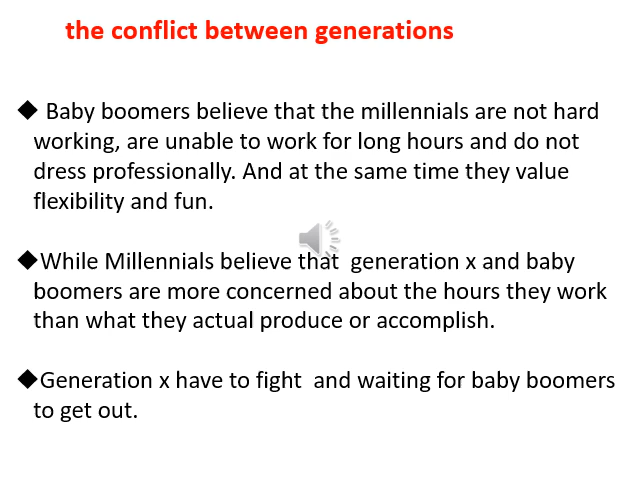 the conflict between generations
◆ Baby boomers believe that the millennials are not hard
working, are unable to work for long hours and do not
dress professionally. And at the same time they value
flexibility and fun.
◆While Millennials believe that  generation x and baby
boomers are more concerned about the hours they work
than what they actual produce or accomplish.
◆Generation x have to fight  and waiting for baby boomers
to get out.